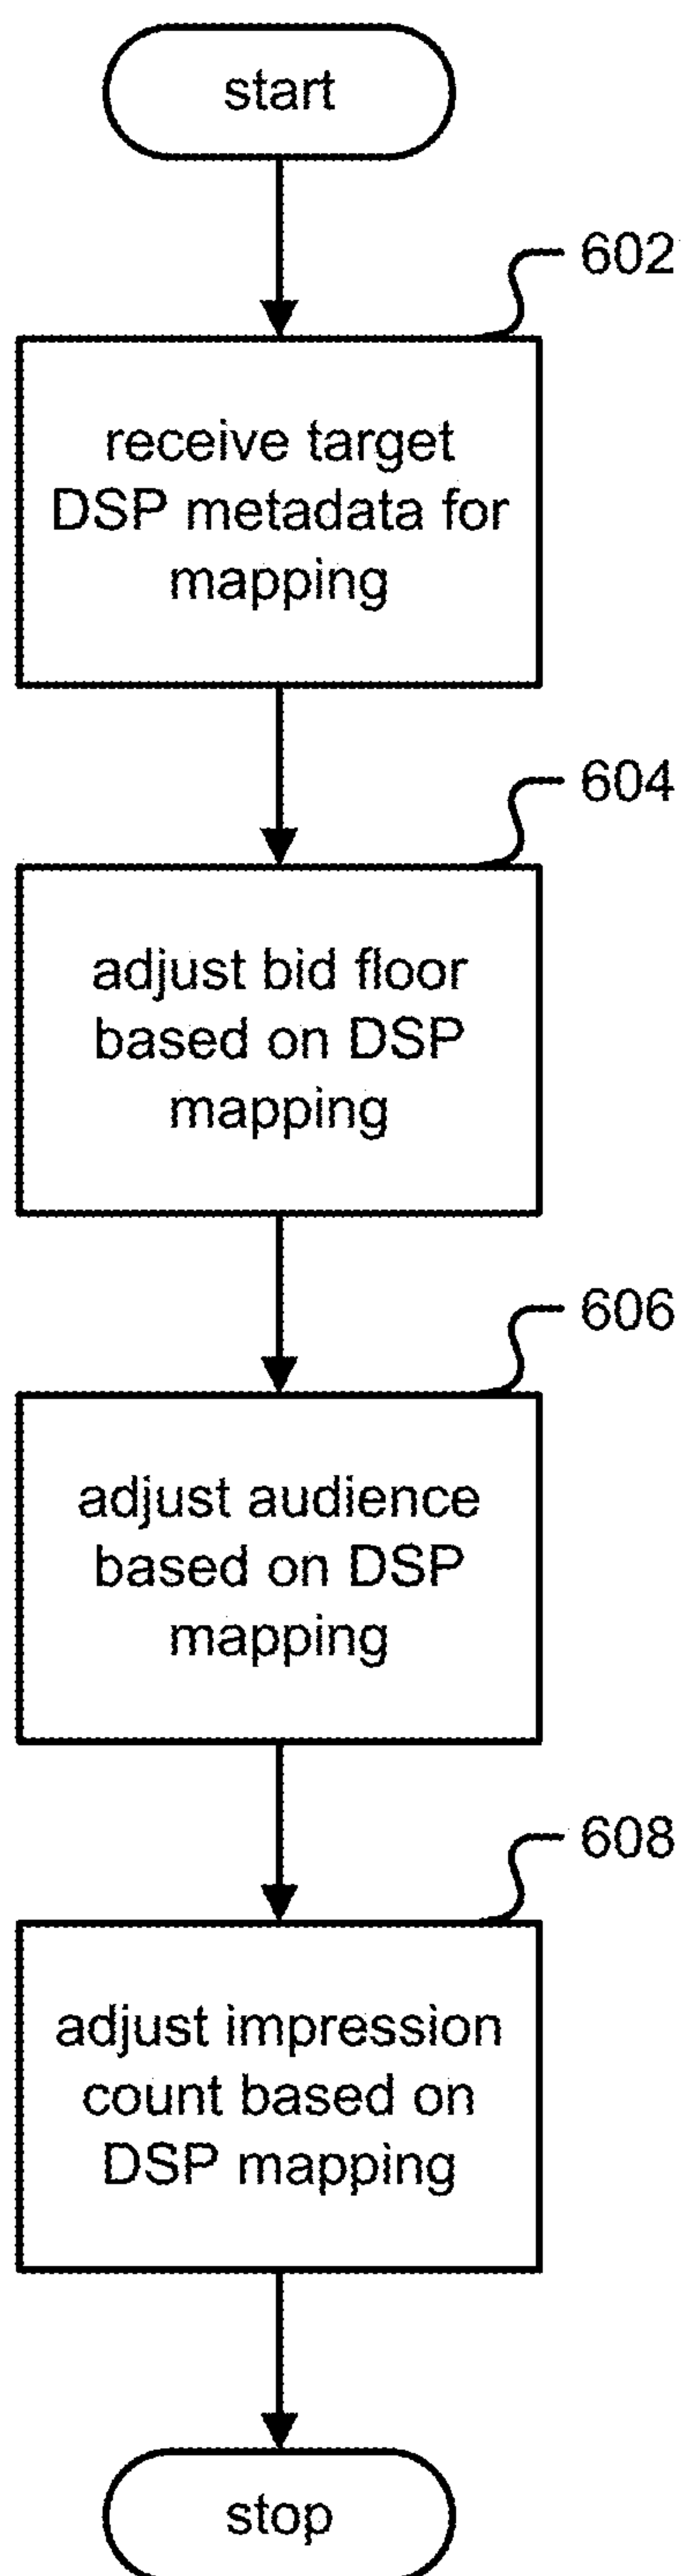 start
602
receive target
DSP metadata for
mapping
604
adjust bid floor
based on DSP
mapping
606
adjust audience
based on DSP
mapping
608
adjust impression
count based on
DSP mapping
stop